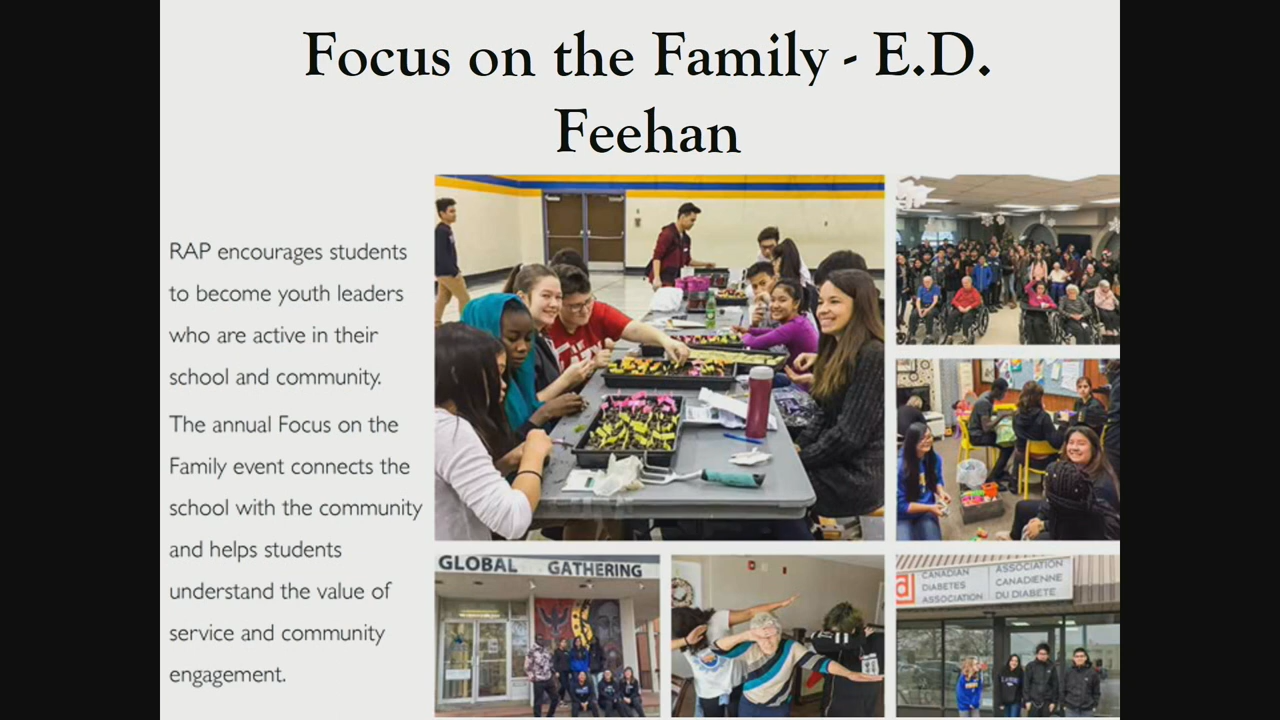 Focus on the Family - E.D.
Feehan
RAP encourages students
to become youth leaders
who are active in their
school and community.
The annual Focus on the
Family event connects the
school with the community
and helps students
understand the value of
service and community
engagement.
GLOBAL GATHERING
CANADIAN
DIABETES
ASSOCIATION
ASSOCIATION
CANADIENNE
DU DIABETE